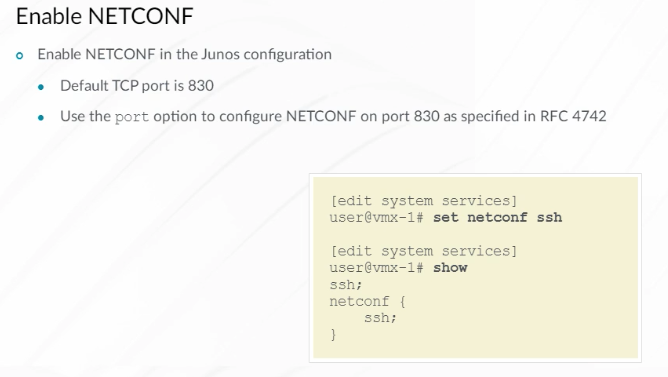 Enable NETCONF
Enable NETCONF in the Junos configuration
Default TCP port is 830
Use the port option to configure NETCONF on port 830 as specified in RFC 4742
[edit system services]
user@vmx-1# set netconf ssh
[edit system services]
user@vmx-1# show
ssh;
netconf {
    ssh;
}